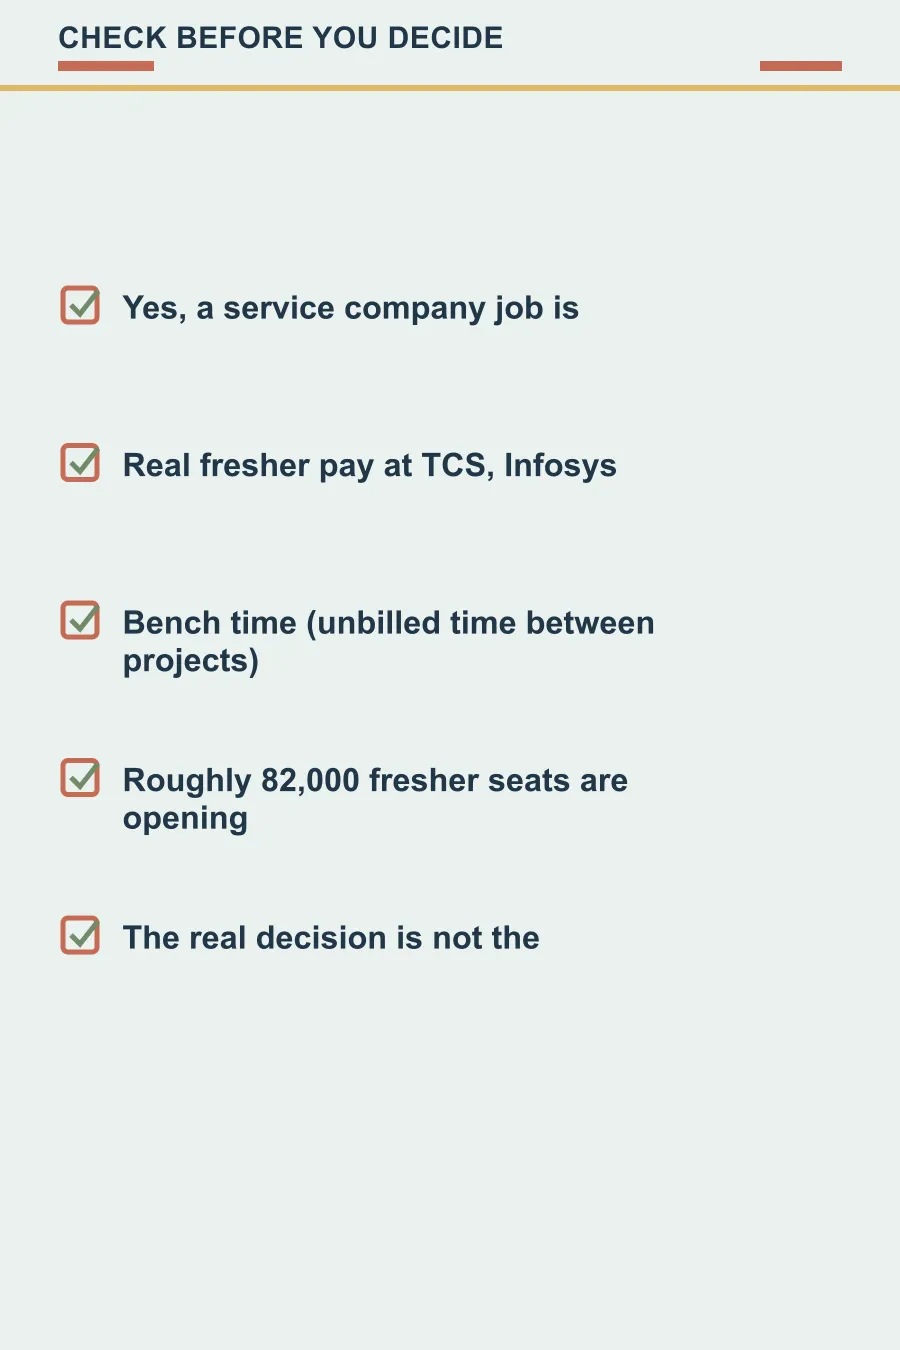 CHECK BEFORE YOU DECIDE
Yes, a service company job is
Real fresher pay at TCS, Infosys
Bench time (unbilled time between
projects)
Roughly 82,000 fresher seats are
opening
The real decision is not the